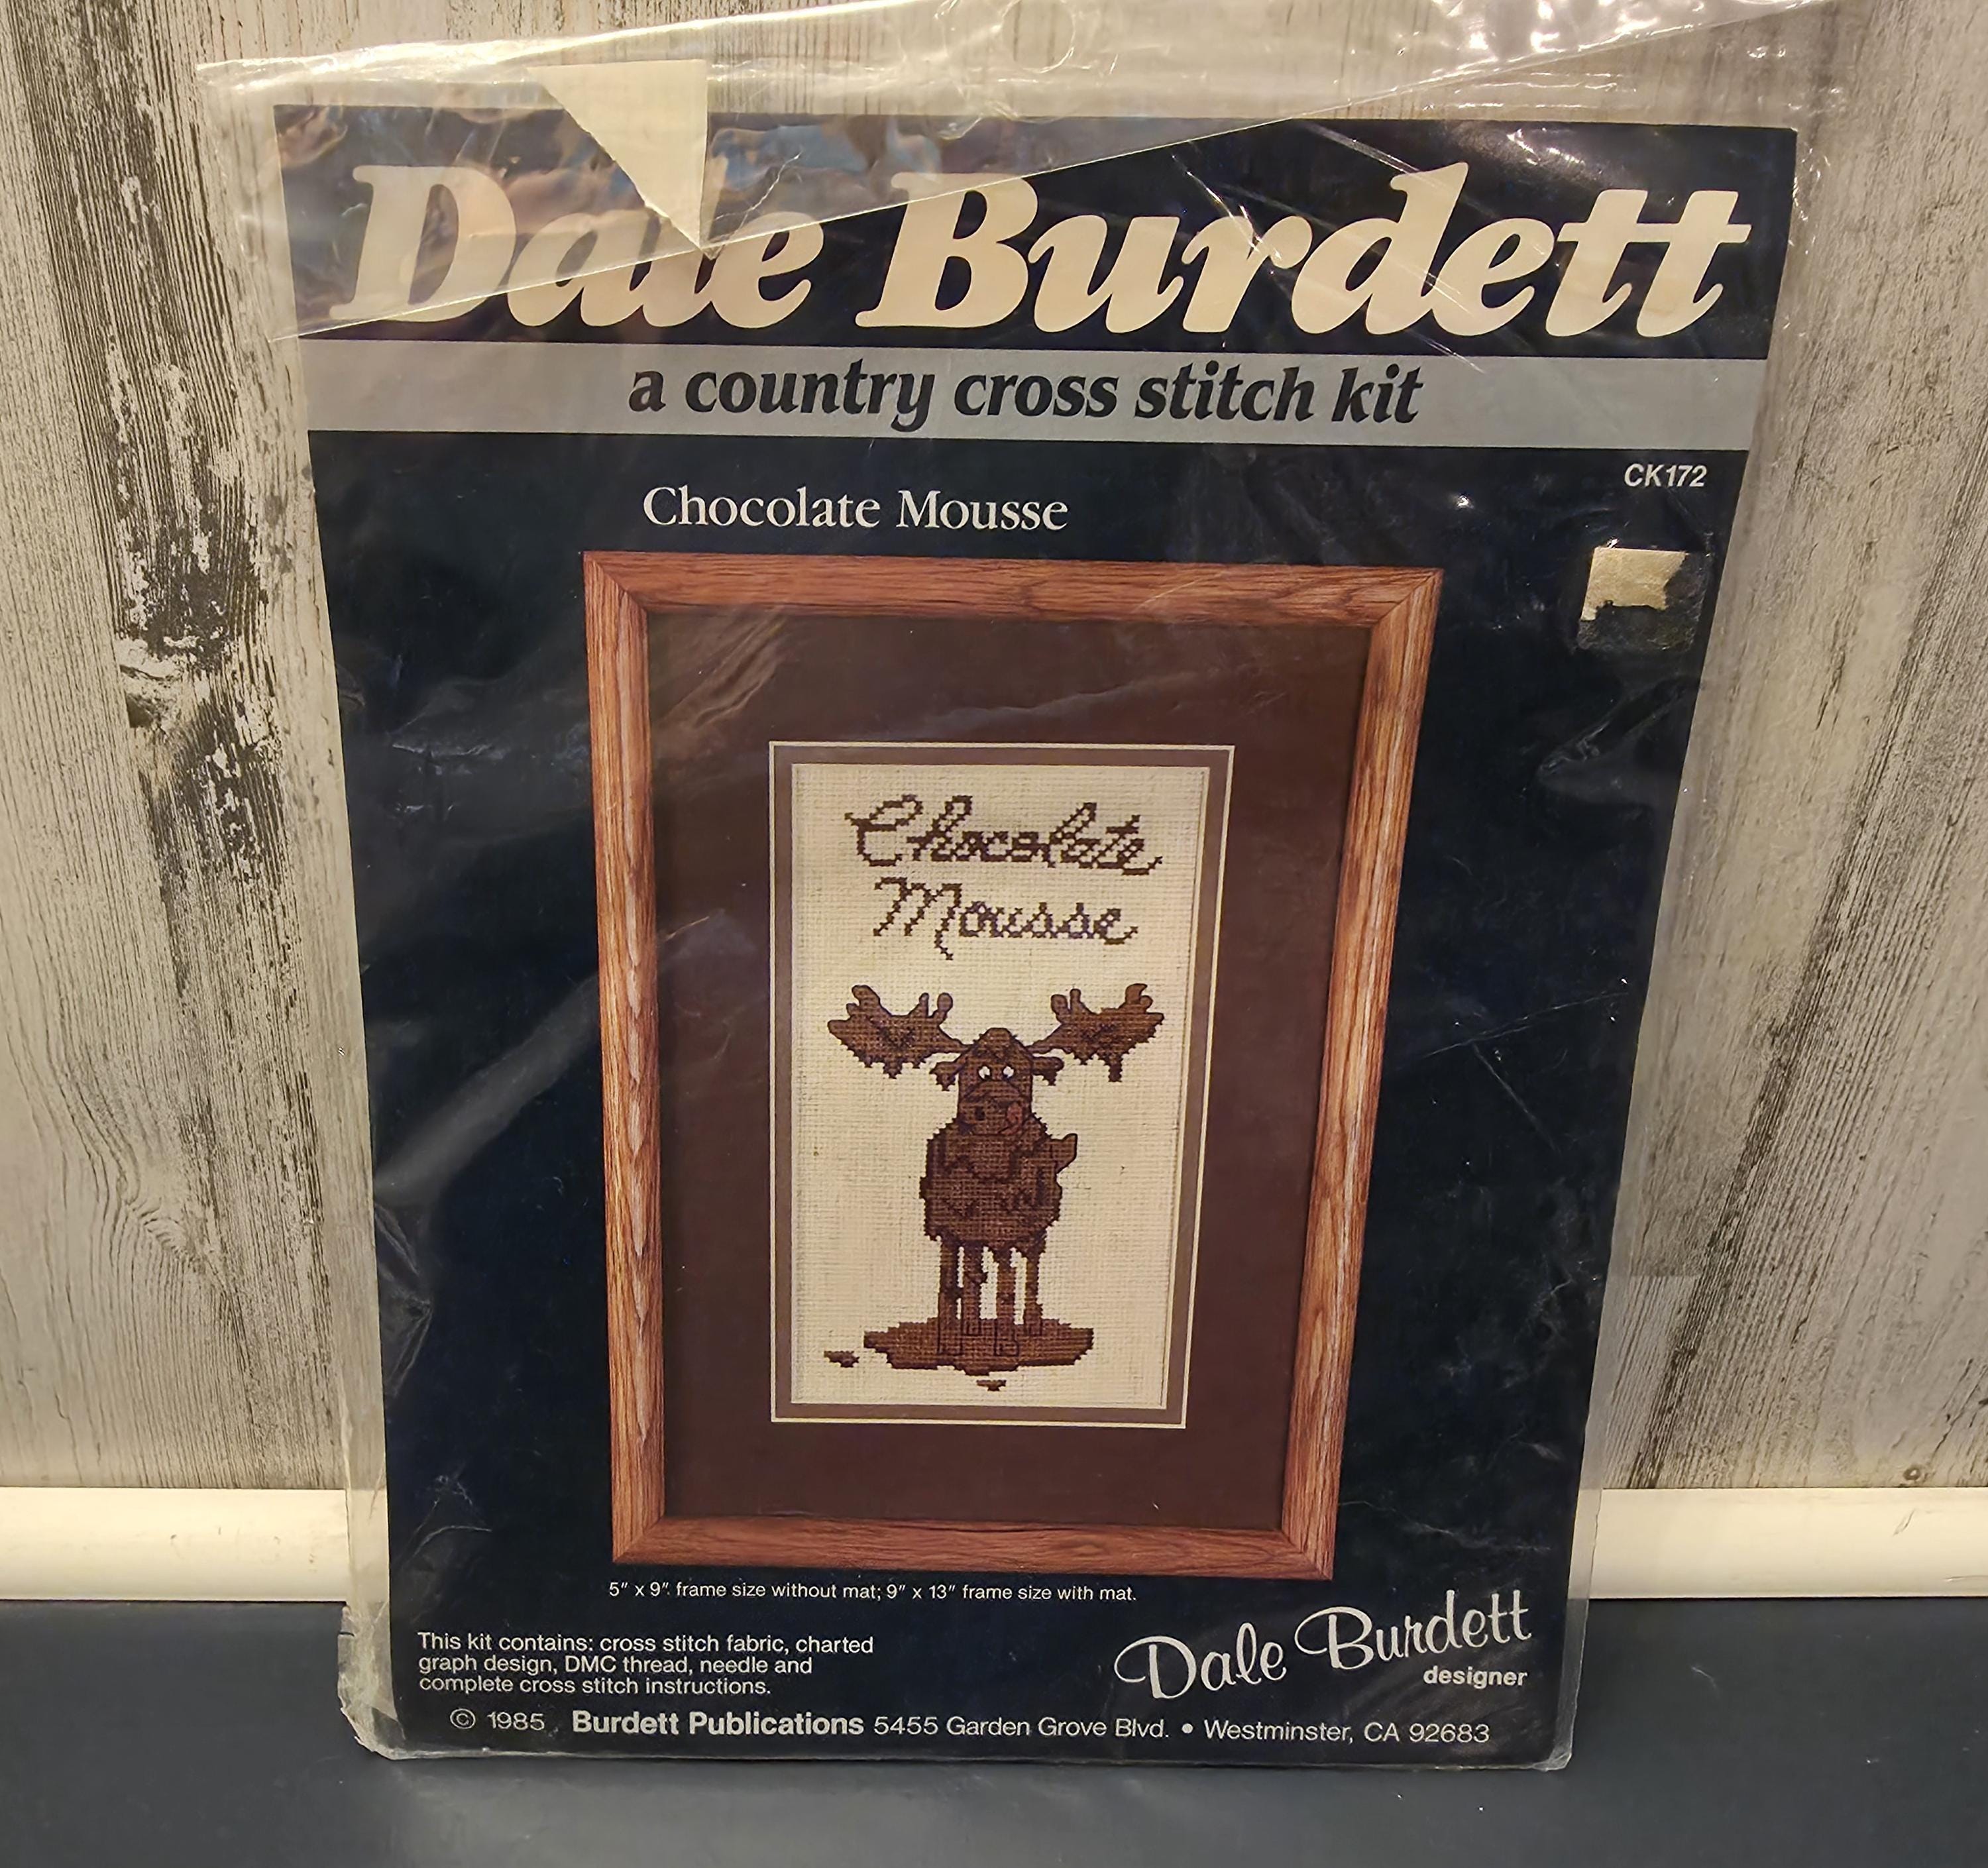 Dale Burdett
a country cross stitch kit
CK172
Chocolate Mousse
Chocolate
Mousse
5" x 9" frame size without mat; 9" x 13" frame size with mat.
This kit contains: cross stitch fabric, charted
graph design, DMC thread, needle and
complete cross stitch instructions.
Dale Burdett
designer
© 1985 Burdett Publications 5455 Garden Grove Blvd. • Westminster, CA 92683